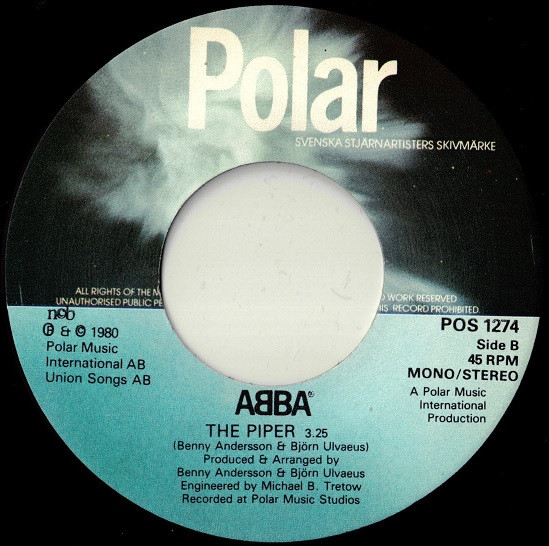 Polar
SVENSKA STJÄRNARTISTERS SKIVMÄRKE
ALL RIGHTS OF THE M
UNAUTHORISED PUBLIC PE
D WORK RESERVED
HIS RECORD PROHIBITED
ncb
℗ & © 1980
Polar Music
International AB
Union Songs AB
POS 1274
Side B
45 RPM
MONO/STEREO
A Polar Music
International
Production
ABBA®
THE PIPER 3.25
(Benny Andersson & Björn Ulvaeus)
Produced & Arranged by
Benny Andersson & Björn Ulvaeus
Engineered by Michael B. Tretow
Recorded at Polar Music Studios